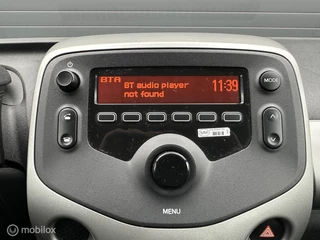 BTA
BT audio player
not found
11:39
MODE
MENU
© mobilox